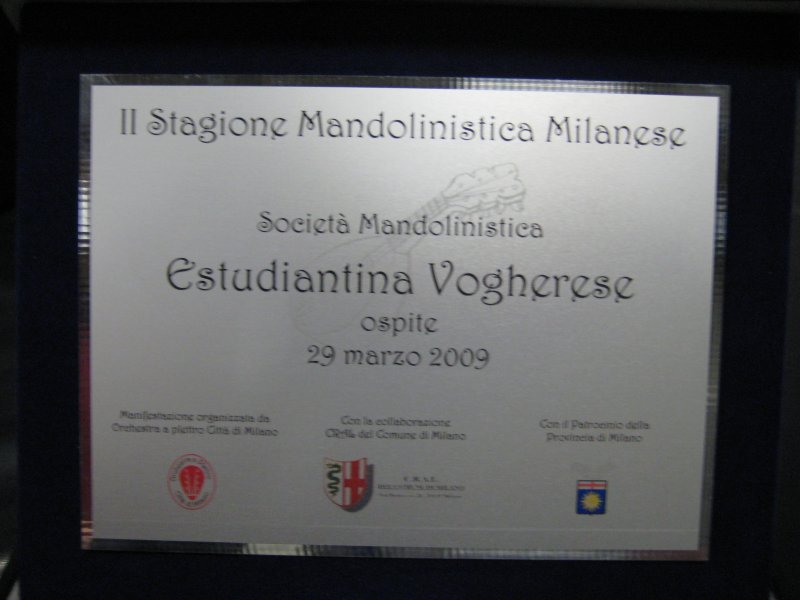 II Stagione Mandolinistica Milanese
Società Mandolinistica
Estudiantina Vogherese
ospite
29 marzo 2009
Manifestazione organizzata da
Orchestra a plettro Città di Milano
Con la collaborazione
CRAL del Comune di Milano
Con il Patrocinio della
Provincia di Milano
C. R. A. L.